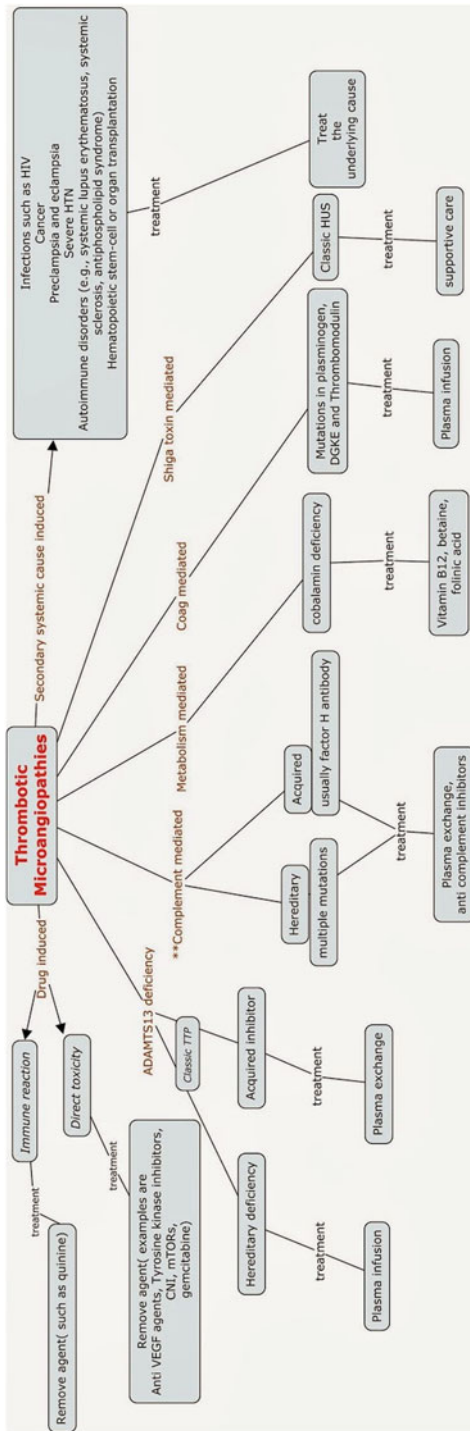 Thrombotic
Microangiopathies
Drug induced
Immune reaction
treatment
Remove agent( such as quinine)
Direct toxicity
treatment
Remove agent( examples are
Anti VEGF agents, Tyrosine kinase inhibitors,
CNI, mTORs,
gemcitabine)
ADAMTS13 deficiency
Classic TTP
Hereditary deficiency
treatment
Plasma infusion
Acquired inhibitor
treatment
Plasma exchange
**Complement mediated
Hereditary
multiple mutations
Acquired
usually factor H antibody
treatment
Plasma exchange,
anti complement inhibitors
Metabolism mediated
cobalamin deficiency
treatment
Vitamin B12, betaine,
folinic acid
Coag mediated
Mutations in plasminogen,
DGKE and Thrombomodulin
treatment
Plasma infusion
Shiga toxin mediated
Classic HUS
treatment
supportive care
Secondary systemic cause induced
Infections such as HIV
Cancer
Preclampsia and eclampsia
Severe HTN
Autoimmune disorders (e.g., systemic lupus erythematosus, systemic
sclerosis, antiphospholipid syndrome)
Hematopoietic stem-cell or organ transplantation
treatment
Treat
the
underlying cause